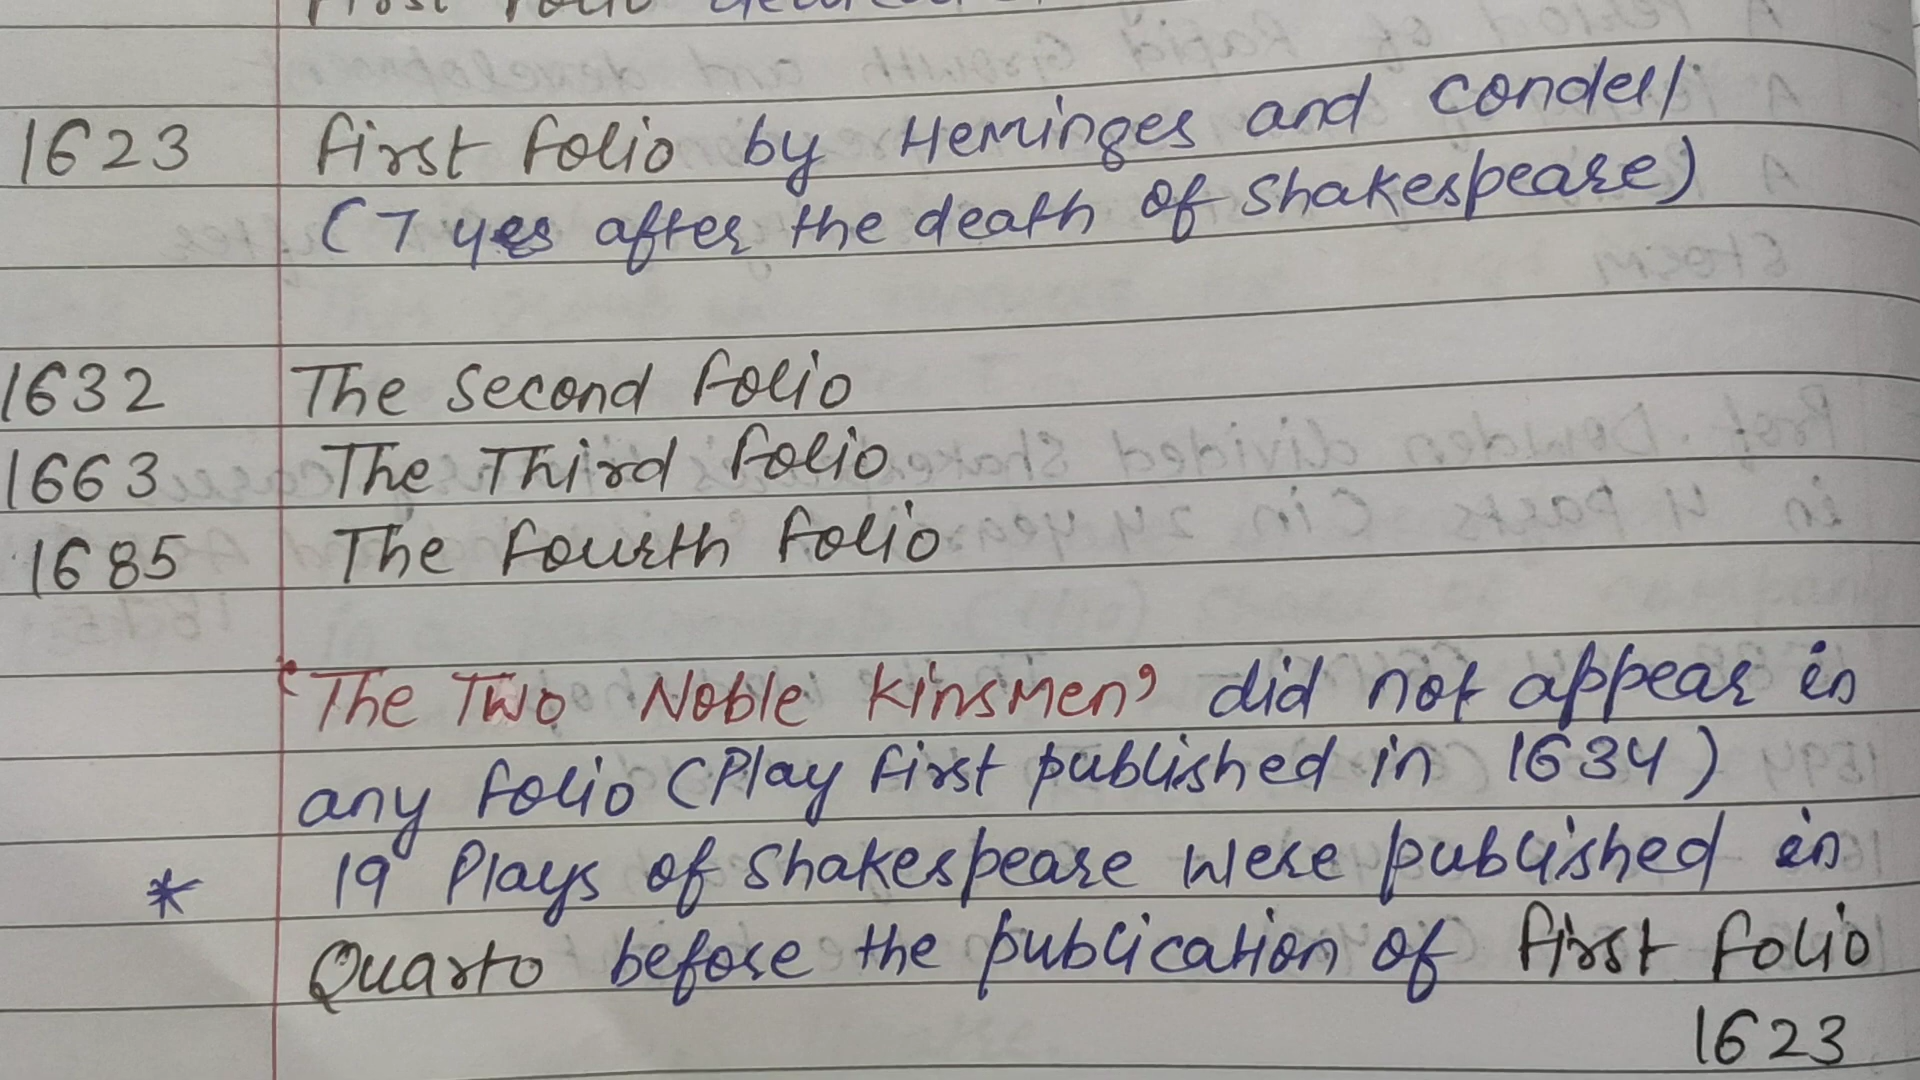 First Folio
1623 First Folio by Heminges and Condell
(7 yrs after the death of Shakespeare)
1632 The Second Folio
1663 The Third Folio
1685 The Fourth Folio
'The Two Noble Kinsmen' did not appear in
any Folio (Play First published in 1634)
* 19 Plays of Shakespeare were published in
Quarto before the publication of First Folio
1623